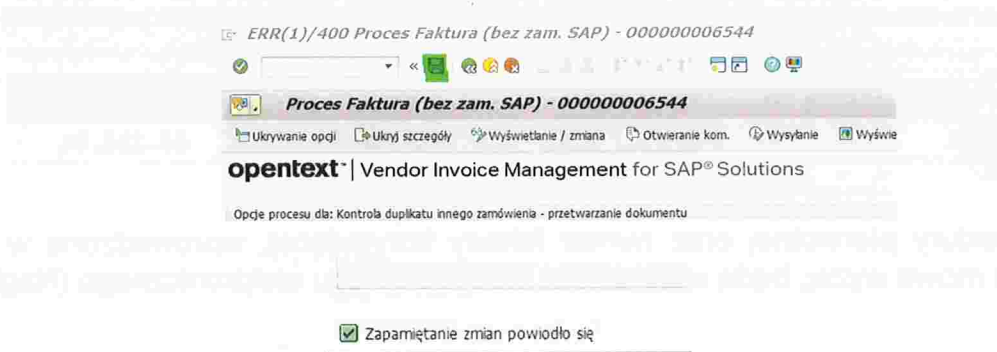 ERR(1)/400 Proces Faktura (bez zam. SAP) - 000000006544
Proces Faktura (bez zam. SAP) - 000000006544
Ukrywanie opcji Ukryj szczegóły Wyświetlanie / zmiana Otwieranie kom. Wysyłanie Wyświe
opentext™ | Vendor Invoice Management for SAP® Solutions
Opcje procesu dla: Kontrola duplikatu innego zamówienia - przetwarzanie dokumentu
Zapamiętanie zmian powiodło się